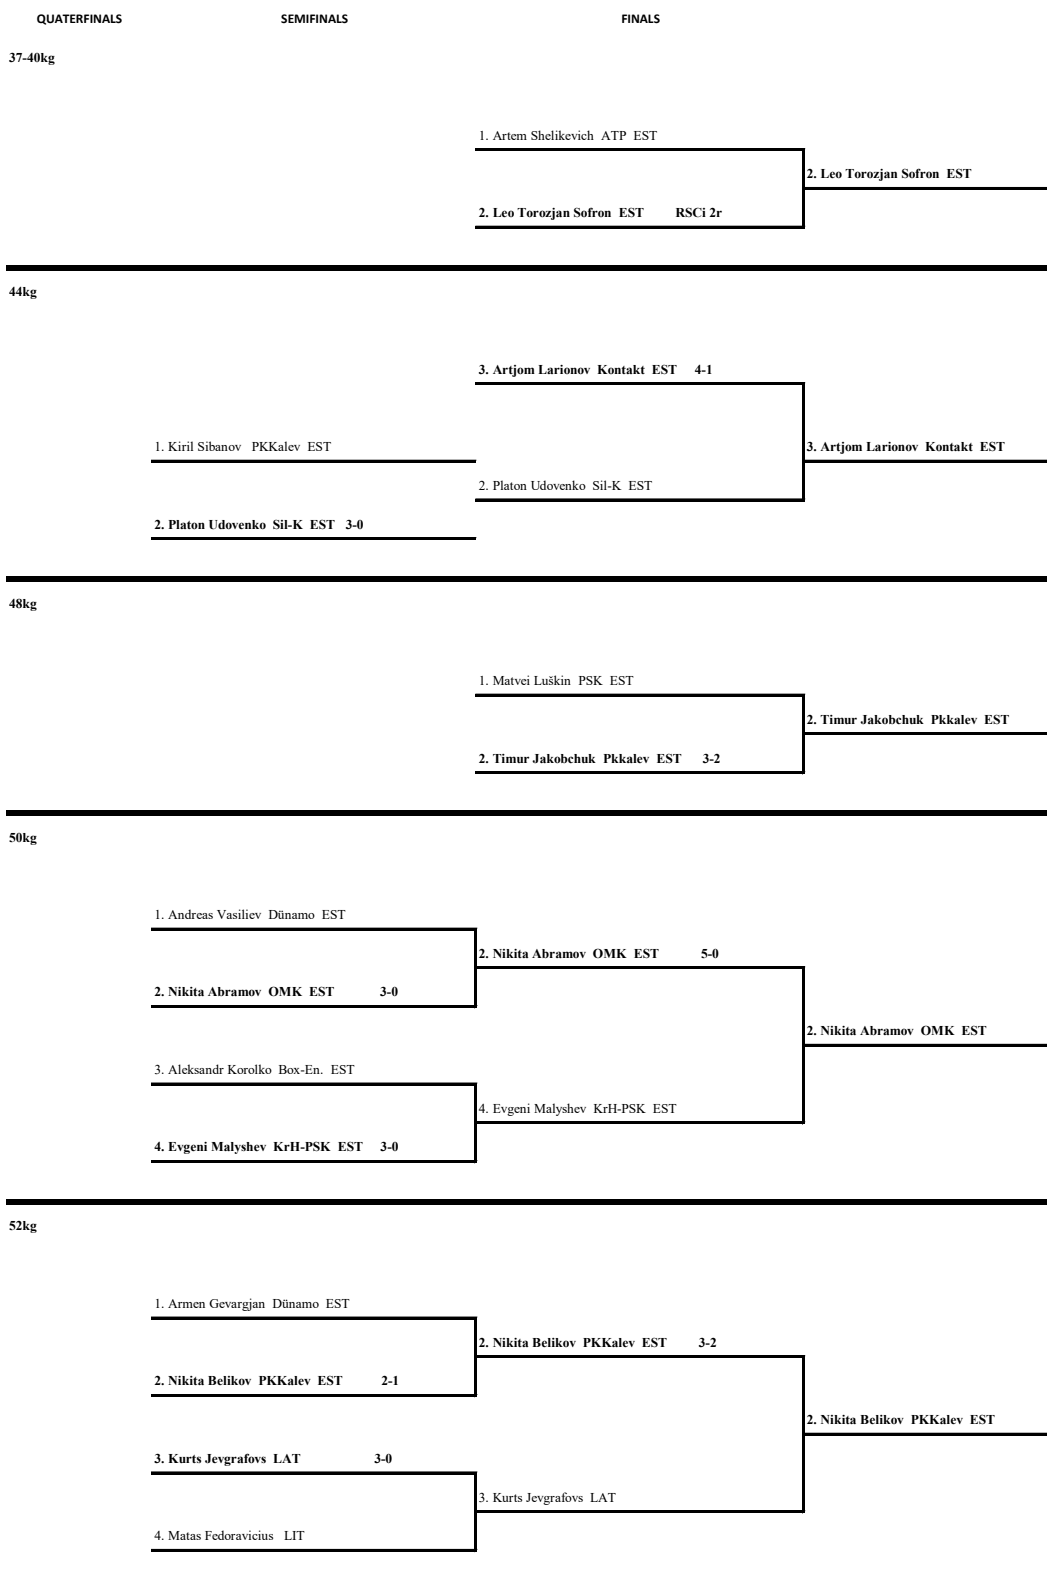 QUATERFINALS SEMIFINALS FINALS
37-40kg
1. Artem Shelikevich ATP EST
2. Leo Torozjan Sofron EST
2. Leo Torozjan Sofron EST RSCi 2r
44kg
3. Artjom Larionov Kontakt EST 4-1
1. Kiril Sibanov PKKalev EST
3. Artjom Larionov Kontakt EST
2. Platon Udovenko Sil-K EST
2. Platon Udovenko Sil-K EST 3-0
48kg
1. Matvei Luškin PSK EST
2. Timur Jakobchuk Pkkalev EST
2. Timur Jakobchuk Pkkalev EST 3-2
50kg
1. Andreas Vasiliev Dünamo EST
2. Nikita Abramov OMK EST 5-0
2. Nikita Abramov OMK EST 3-0
2. Nikita Abramov OMK EST
3. Aleksandr Korolko Box-En. EST
4. Evgeni Malyshev KrH-PSK EST
4. Evgeni Malyshev KrH-PSK EST 3-0
52kg
1. Armen Gevargjan Dünamo EST
2. Nikita Belikov PKKalev EST 3-2
2. Nikita Belikov PKKalev EST 2-1
2. Nikita Belikov PKKalev EST
3. Kurts Jevgrafovs LAT 3-0
3. Kurts Jevgrafovs LAT
4. Matas Fedoravicius LIT